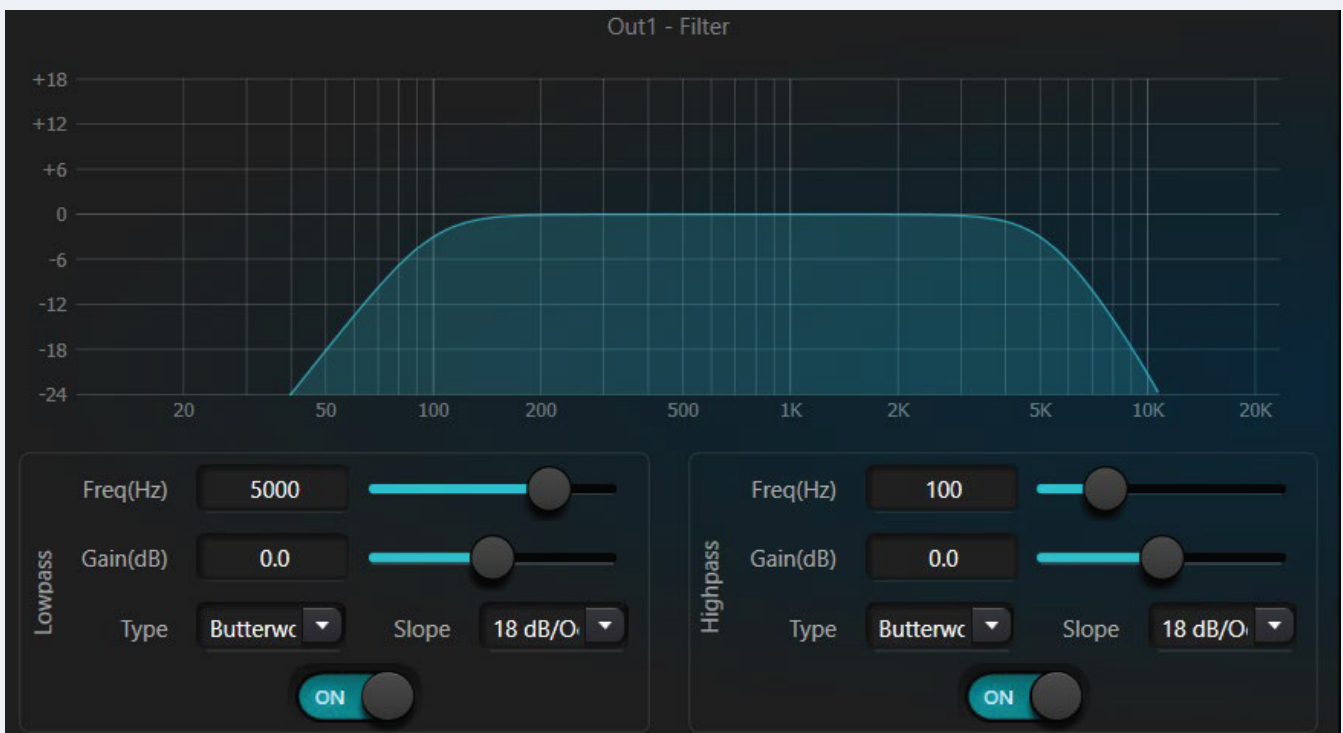 Out1 - Filter
+18
+12
+6
0
-6
-12
-18
-24
20 50 100 200 500 1K 2K 5K 10K 20K
Lowpass
Freq(Hz) 5000
Gain(dB) 0.0
Type Butterwc Slope 18 dB/O
ON
Highpass
Freq(Hz) 100
Gain(dB) 0.0
Type Butterwc Slope 18 dB/O
ON